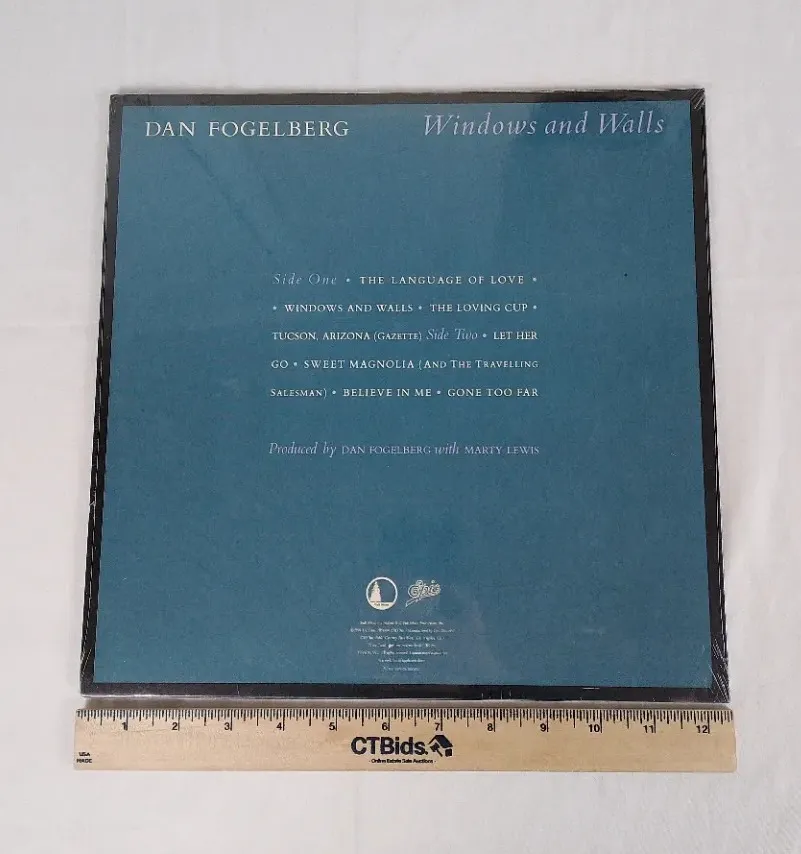 DAN FOGELBERG Windows and Walls
Side One • THE LANGUAGE OF LOVE •
• WINDOWS AND WALLS • THE LOVING CUP •
TUCSON, ARIZONA (GAZETTE) Side Two • LET HER
GO • SWEET MAGNOLIA (AND THE TRAVELLING
SALESMAN) • BELIEVE IN ME • GONE TOO FAR
Produced by DAN FOGELBERG with MARTY LEWIS
Epic
1 2 3 4 5 6 7 8 9 10 11 12
CTBids.
Online Estate Sale Auctions
USA
MADE